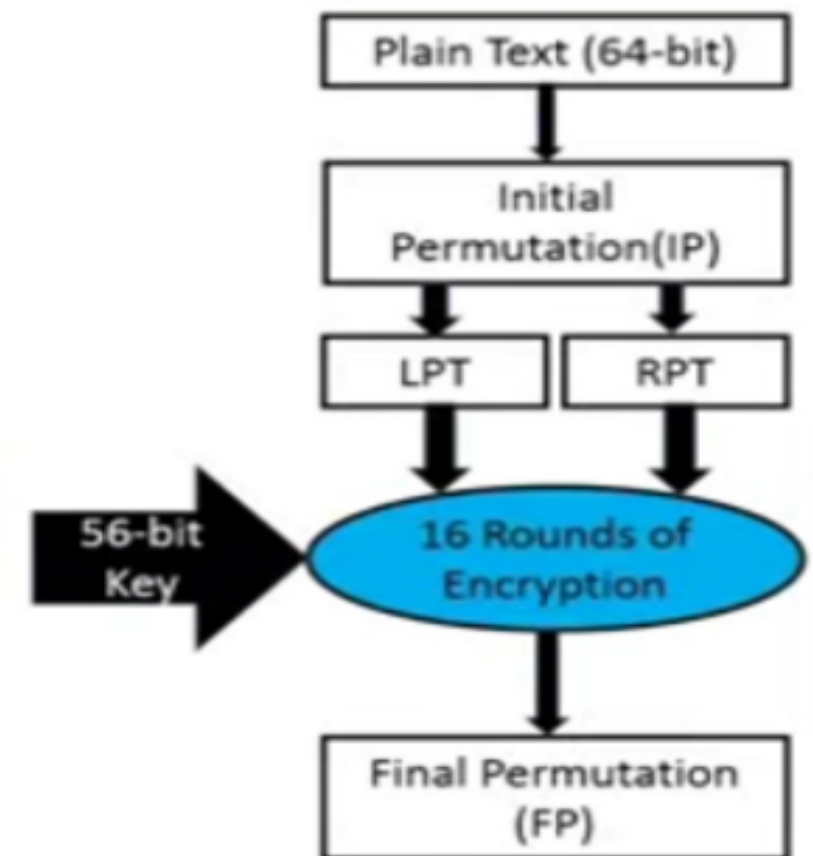 Plain Text (64-bit)
Initial
Permutation(IP)
LPT
RPT
56-bit
Key
16 Rounds of
Encryption
Final Permutation
(FP)